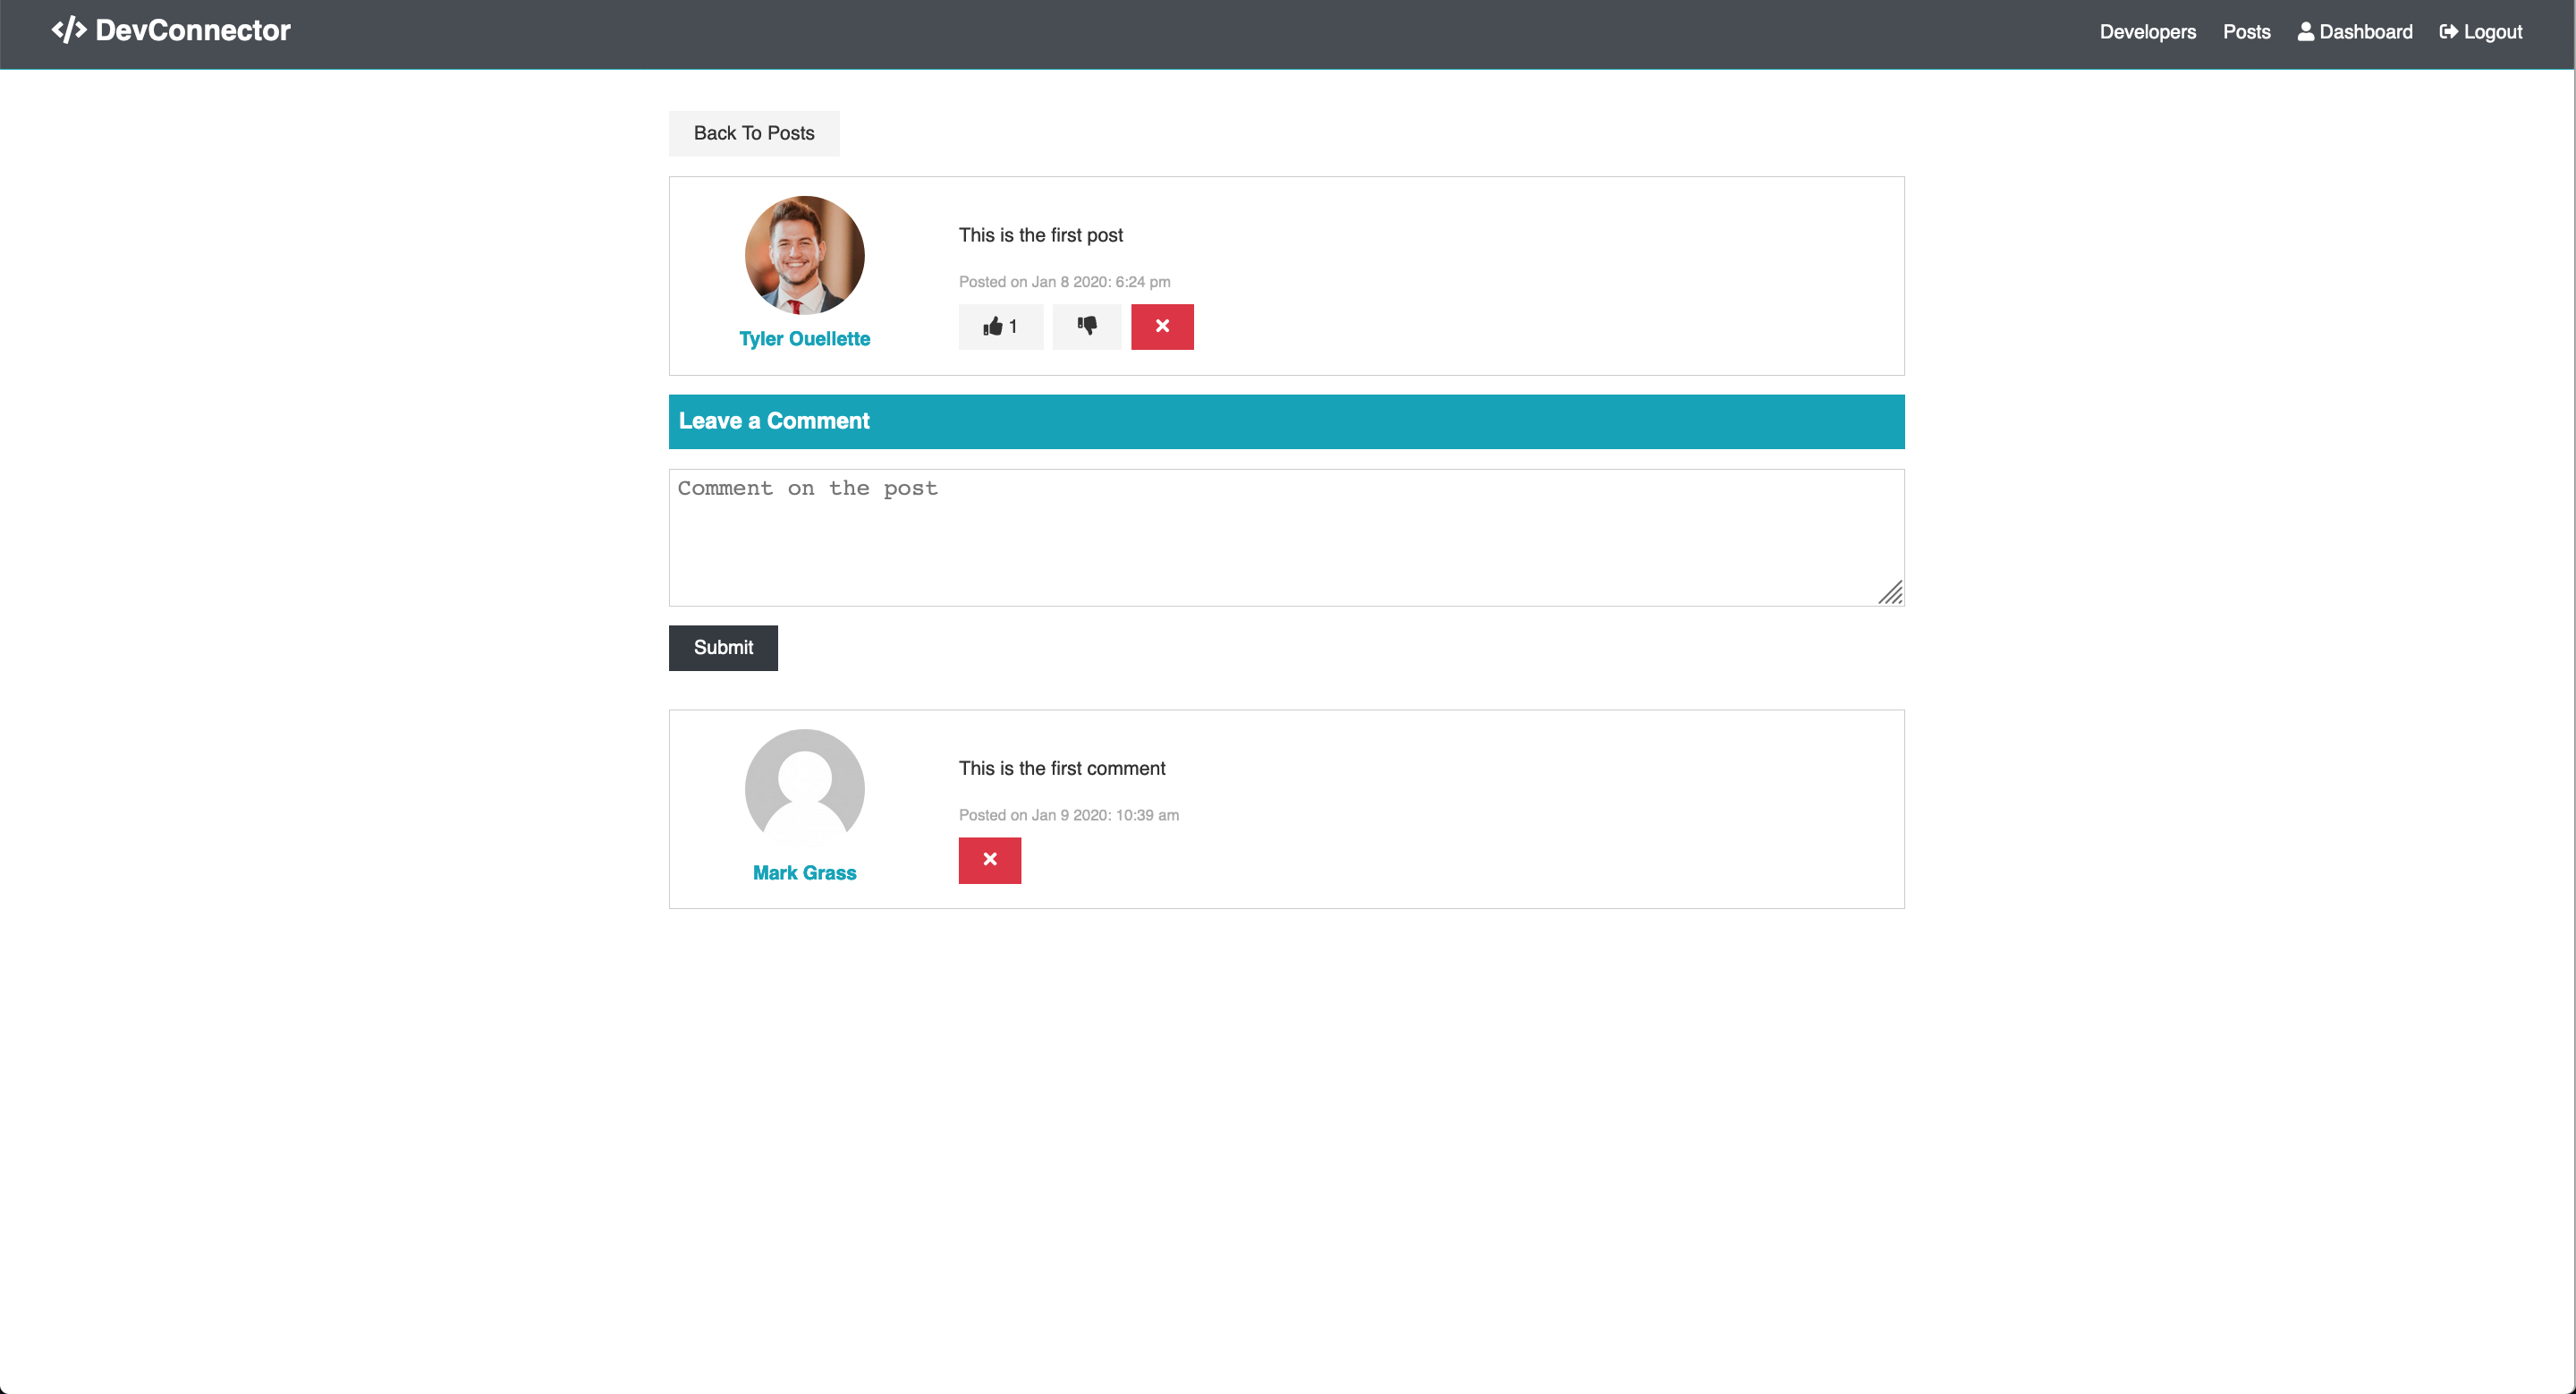 DevConnector
Developers Posts Dashboard Logout
Back To Posts
This is the first post
Posted on Jan 8 2020: 6:24 pm
1
Tyler Ouellette
Leave a Comment
Comment on the post
Submit
This is the first comment
Posted on Jan 9 2020: 10:39 am
Mark Grass